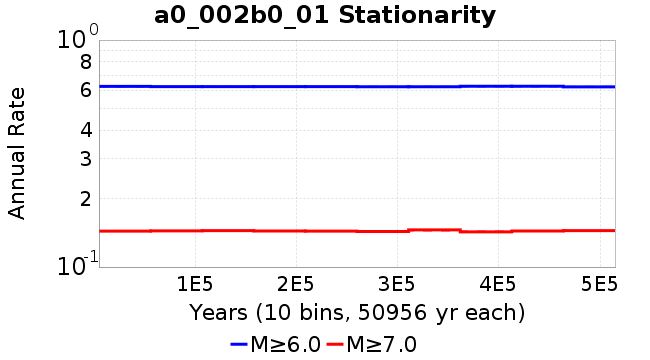 a0_002b0_01 Stationarity
10^0
8
6
4
3
2
10^-1
Annual Rate
1E5 2E5 3E5 4E5 5E5
Years (10 bins, 50956 yr each)
M≥6.0 M≥7.0